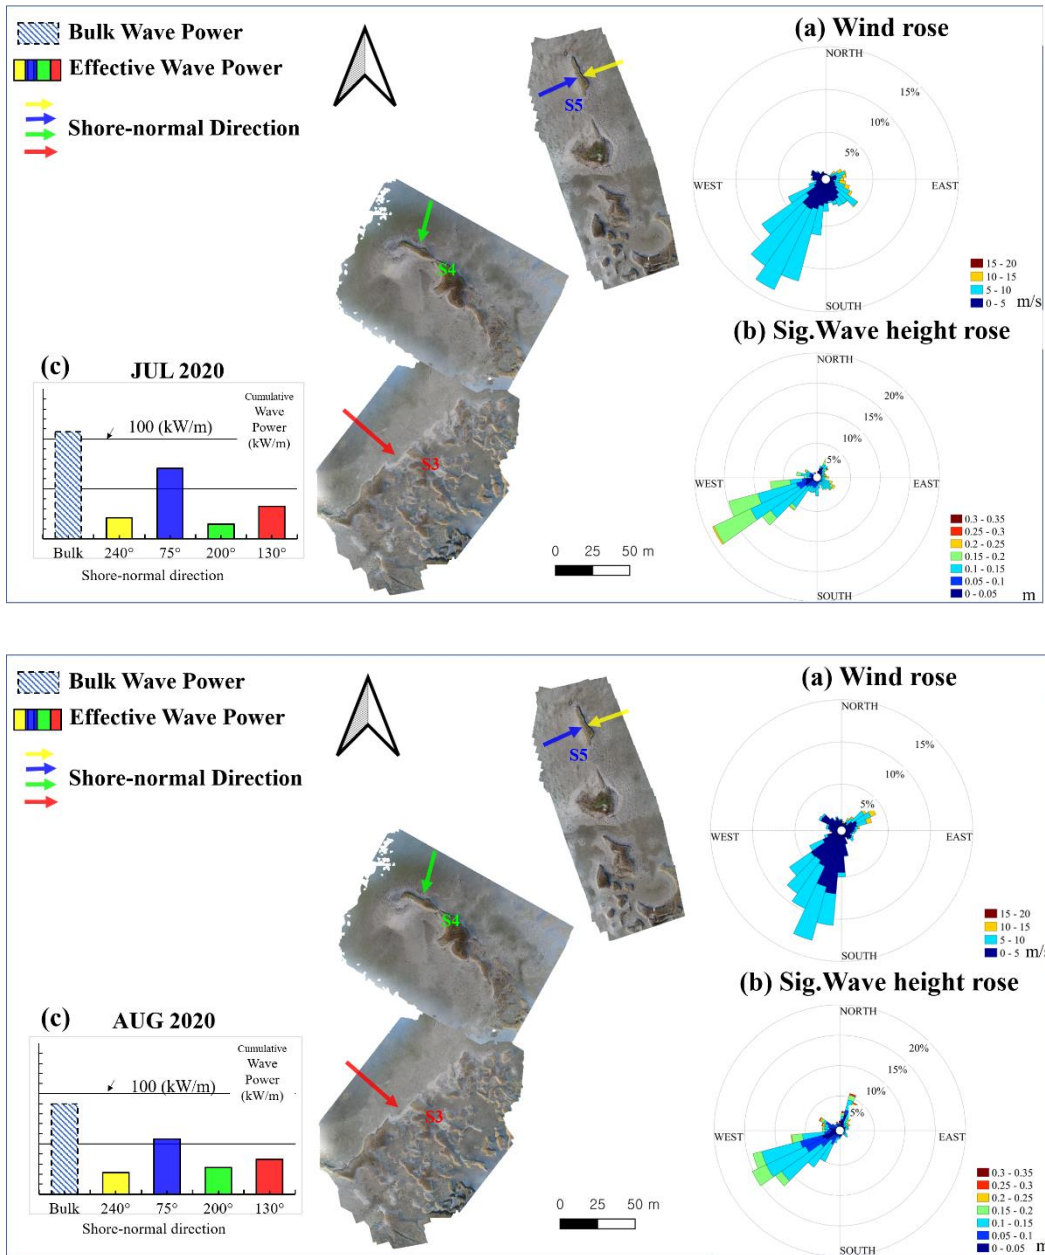 Bulk Wave Power
Effective Wave Power
Shore-normal Direction
S5
S4
S3
(a) Wind rose
NORTH
15%
10%
5%
WEST
EAST
SOUTH
15 - 20
10 - 15
5 - 10
0 - 5 m/s
(b) Sig.Wave height rose
NORTH
20%
15%
10%
5%
WEST
EAST
SOUTH
0.3 - 0.35
0.25 - 0.3
0.2 - 0.25
0.15 - 0.2
0.1 - 0.15
0.05 - 0.1
0 - 0.05 m
(c) JUL 2020
Cumulative
Wave
Power
(kW/m)
100 (kW/m)
Bulk 240° 75° 200° 130°
Shore-normal direction
0 25 50 m
Bulk Wave Power
Effective Wave Power
Shore-normal Direction
S5
S4
S3
(a) Wind rose
NORTH
15%
10%
5%
WEST
EAST
SOUTH
15 - 20
10 - 15
5 - 10
0 - 5 m/s
(b) Sig.Wave height rose
NORTH
20%
15%
10%
5%
WEST
EAST
SOUTH
0.3 - 0.35
0.25 - 0.3
0.2 - 0.25
0.15 - 0.2
0.1 - 0.15
0.05 - 0.1
0 - 0.05 m
(c) AUG 2020
Cumulative
Wave
Power
(kW/m)
100 (kW/m)
Bulk 240° 75° 200° 130°
Shore-normal direction
0 25 50 m